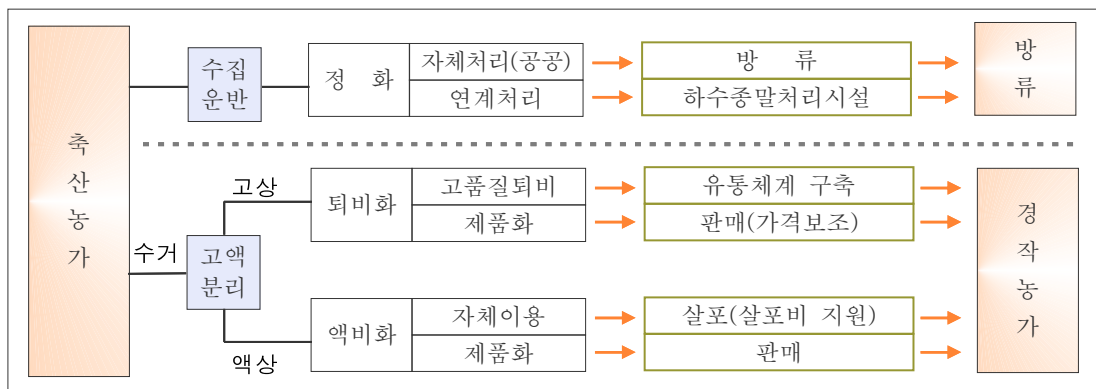 축산농가
수집
운반
정 화
자체처리(공공)
연계처리
방 류
하수종말처리시설
방류
수거
고액
분리
고상
퇴비화
고품질퇴비
제품화
유통체계 구축
판매(가격보조)
액상
액비화
자체이용
제품화
살포(살포비 지원)
판매
경작농가